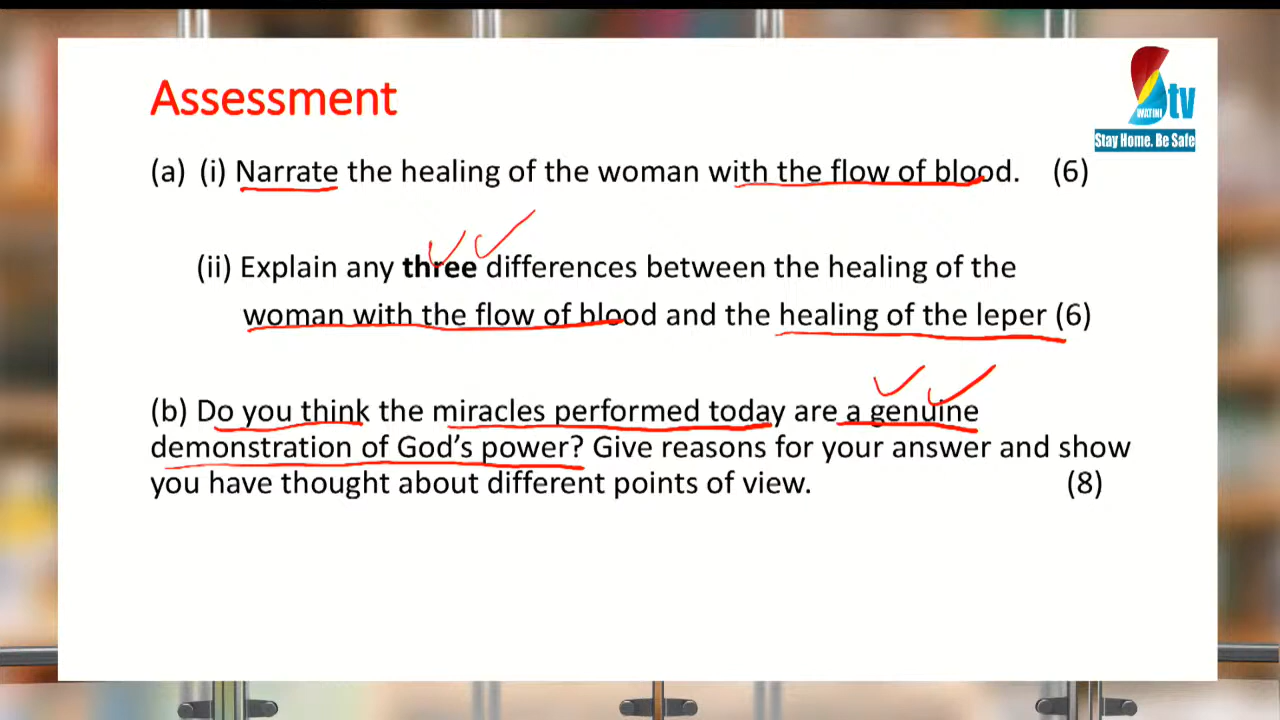 Assessment
WATINI
tv
Stay Home. Be Safe
(a) (i) Narrate the healing of the woman with the flow of blood. (6)
(ii) Explain any three differences between the healing of the
woman with the flow of blood and the healing of the leper (6)
(b) Do you think the miracles performed today are a genuine
demonstration of God's power? Give reasons for your answer and show
you have thought about different points of view. (8)